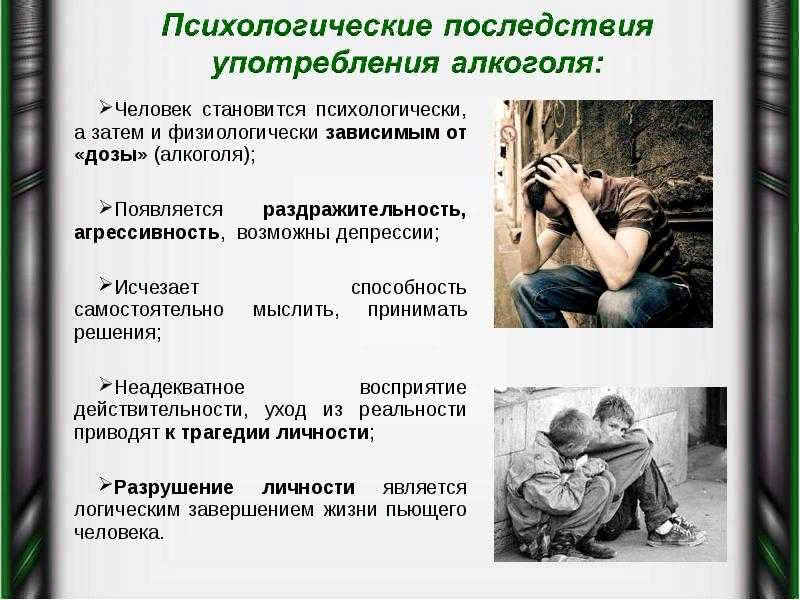 Психологические последствия
употребления алкоголя:
➢Человек становится психологически,
а затем и физиологически зависимым от
«дозы» (алкоголя);
➢Появляется раздражительность,
агрессивность, возможны депрессии;
➢Исчезает способность
самостоятельно мыслить, принимать
решения;
➢Неадекватное восприятие
действительности, уход из реальности
приводят к трагедии личности;
➢Разрушение личности является
логическим завершением жизни пьющего
человека.